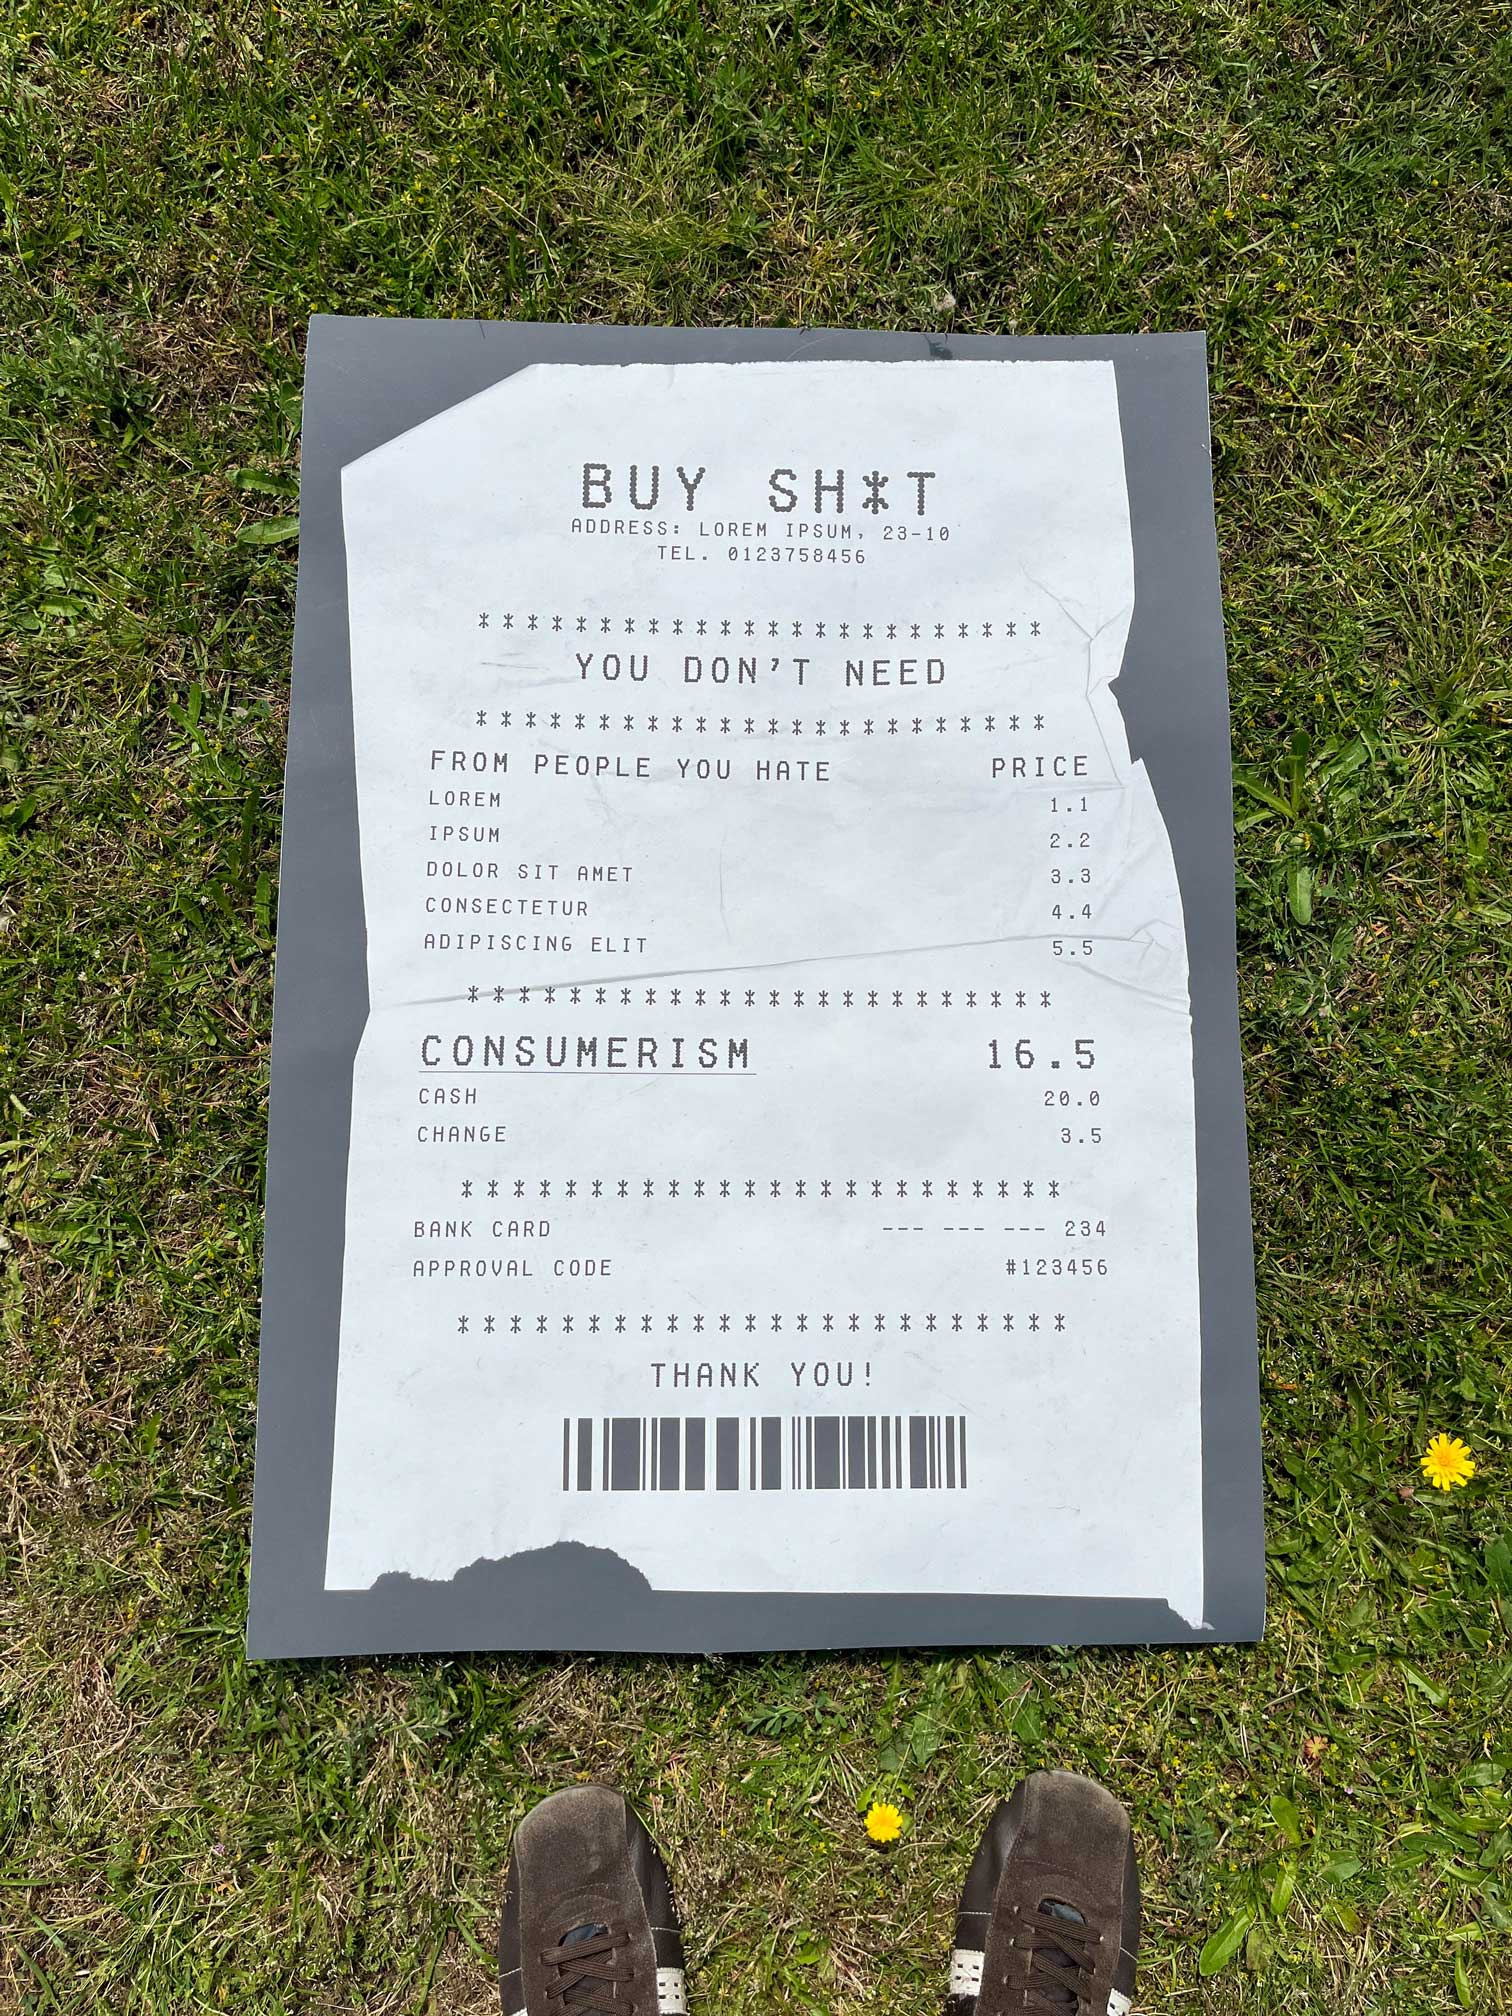 BUY SH*T
ADDRESS: LOREM IPSUM, 23-10
TEL. 0123758456
************************
YOU DON'T NEED
************************
FROM PEOPLE YOU HATE PRICE
LOREM 1.1
IPSUM 2.2
DOLOR SIT AMET 3.3
CONSECTETUR 4.4
ADIPISCING ELIT 5.5
************************
CONSUMERISM 16.5
CASH 20.0
CHANGE 3.5
************************
BANK CARD --- --- --- 234
APPROVAL CODE #123456
************************
THANK YOU!